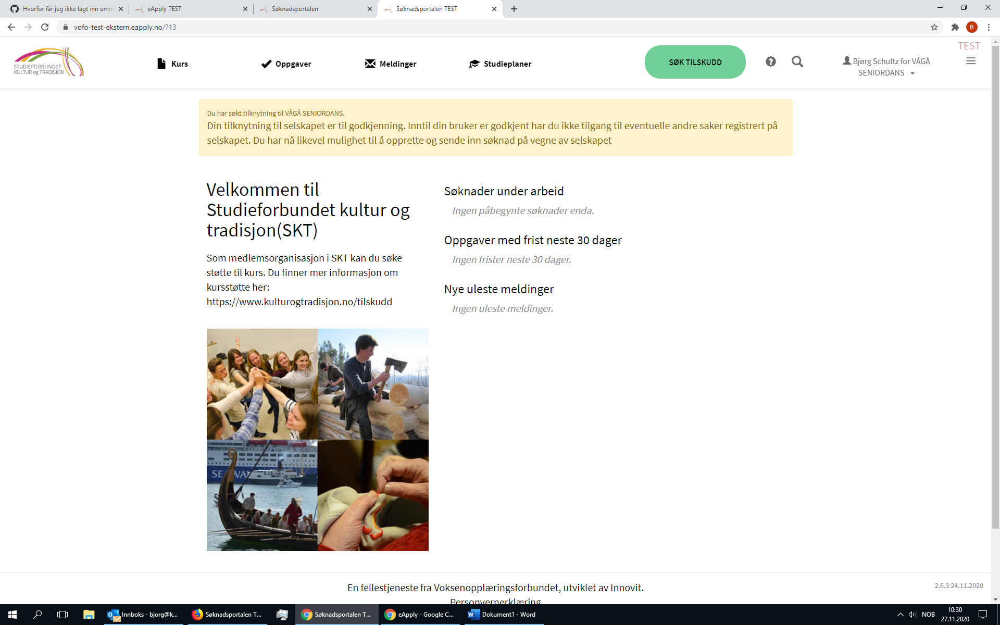 Hvorfor får jeg ikke lagt inn emne
eApply TEST
Søknadsportalen
Søknadsportalen TEST
vofo-test-ekstern.eapply.no/?13
B
TEST
STUDIEFORBUNDET
KULTUR og TRADISJON
Kurs
Oppgaver
Meldinger
Studieplaner
SØK TILSKUDD
Bjørg Schultz for VÅGÅ
SENIORDANS
Du har søkt tilknytning til VÅGÅ SENIORDANS.
Din tilknytning til selskapet er til godkjenning. Inntil din bruker er godkjent har du ikke tilgang til eventuelle andre saker registrert på
selskapet. Du har nå likevel mulighet til å opprette og sende inn søknad på vegne av selskapet
Velkommen til
Studieforbundet kultur og
tradisjon(SKT)
Som medlemsorganisasjon i SKT kan du søke
støtte til kurs. Du finner mer informasjon om
kursstøtte her:
https://www.kulturogtradisjon.no/tilskudd
Søknader under arbeid
Ingen påbegynte søknader enda.
Oppgaver med frist neste 30 dager
Ingen frister neste 30 dager.
Nye uleste meldinger
Ingen uleste meldinger.
SEAWAY
En fellestjeneste fra Voksenopplæringsforbundet, utviklet av Innovit.
Personvernerklæring
2.6.3 24.11.2020
Innboks - bjorg@k...
Søknadsportalen T...
Søknadsportalen T...
eApply - Google C...
Dokument1 - Word
NOB
10:30
27.11.2020